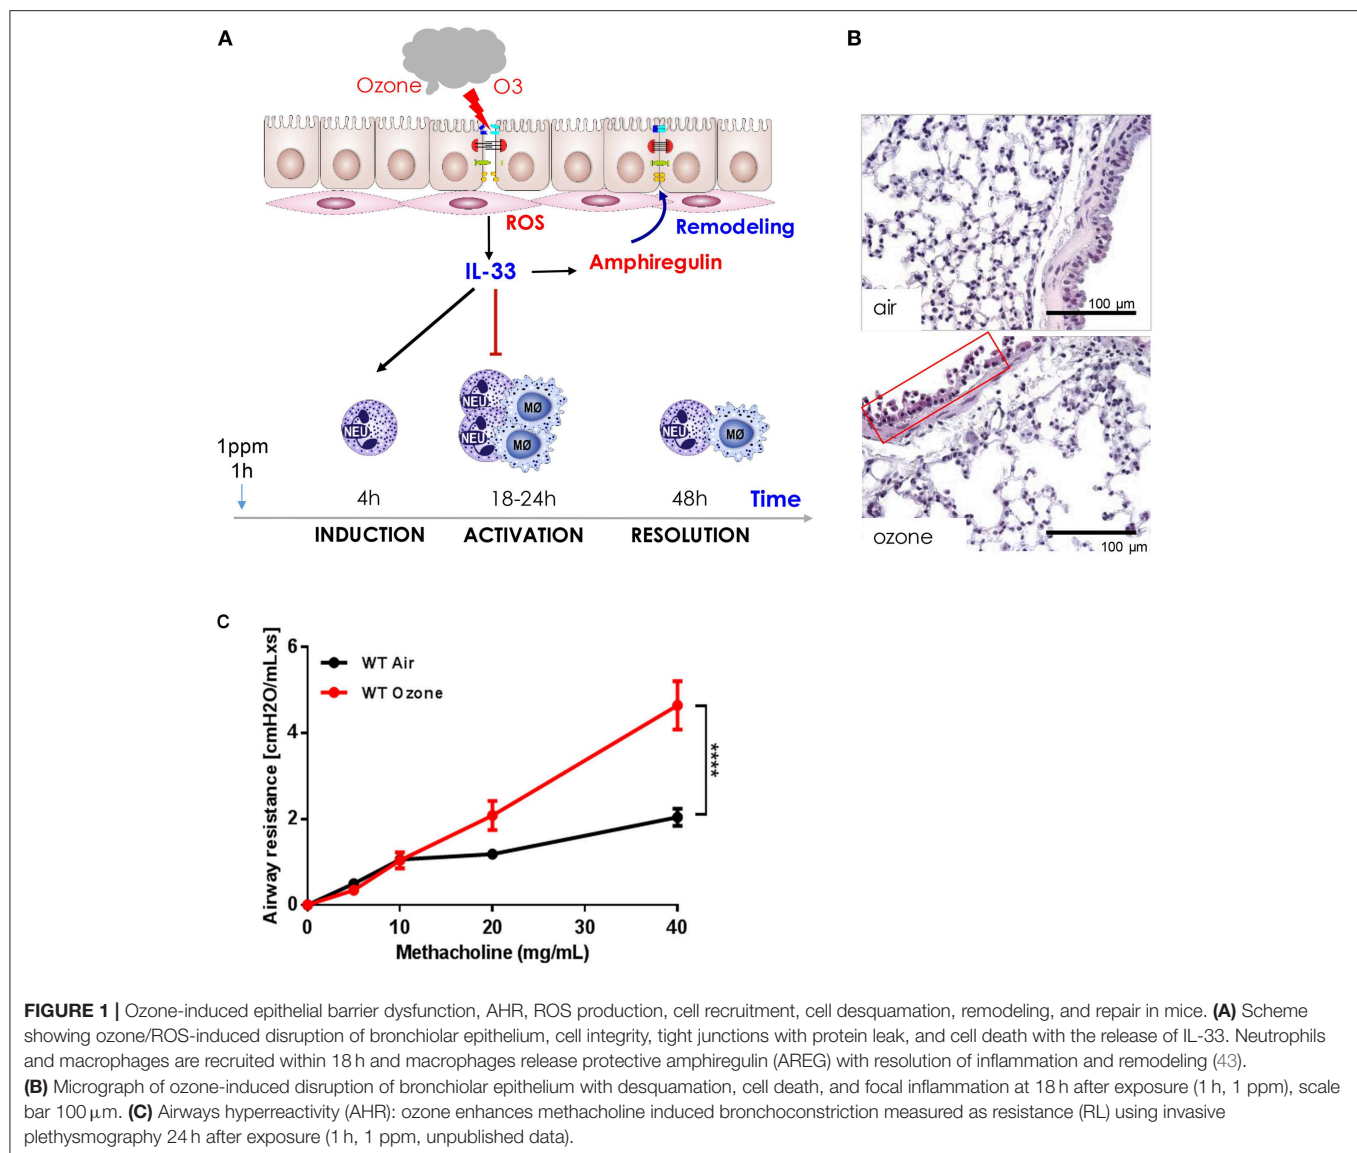 A
B
Ozone
O3
ROS
Remodeling
IL-33
Amphiregulin
air
100 µm
NEU
NEU
MØ
NEU
MØ
NEU
MØ
1ppm
1h
4h
18-24h
48h
Time
INDUCTION
ACTIVATION
RESOLUTION
ozone
100 µm
C
Airway resistance [cmH2O/mLxs]
6
4
2
0
WT Air
WT Ozone
****
0
10
20
30
40
Methacholine (mg/mL)
FIGURE 1 | Ozone-induced epithelial barrier dysfunction, AHR, ROS production, cell recruitment, cell desquamation, remodeling, and repair in mice. (A) Scheme
showing ozone/ROS-induced disruption of bronchiolar epithelium, cell integrity, tight junctions with protein leak, and cell death with the release of IL-33. Neutrophils
and macrophages are recruited within 18 h and macrophages release protective amphiregulin (AREG) with resolution of inflammation and remodeling (43).
(B) Micrograph of ozone-induced disruption of bronchiolar epithelium with desquamation, cell death, and focal inflammation at 18 h after exposure (1 h, 1 ppm), scale
bar 100 µm. (C) Airways hyperreactivity (AHR): ozone enhances methacholine induced bronchoconstriction measured as resistance (RL) using invasive
plethysmography 24 h after exposure (1 h, 1 ppm, unpublished data).